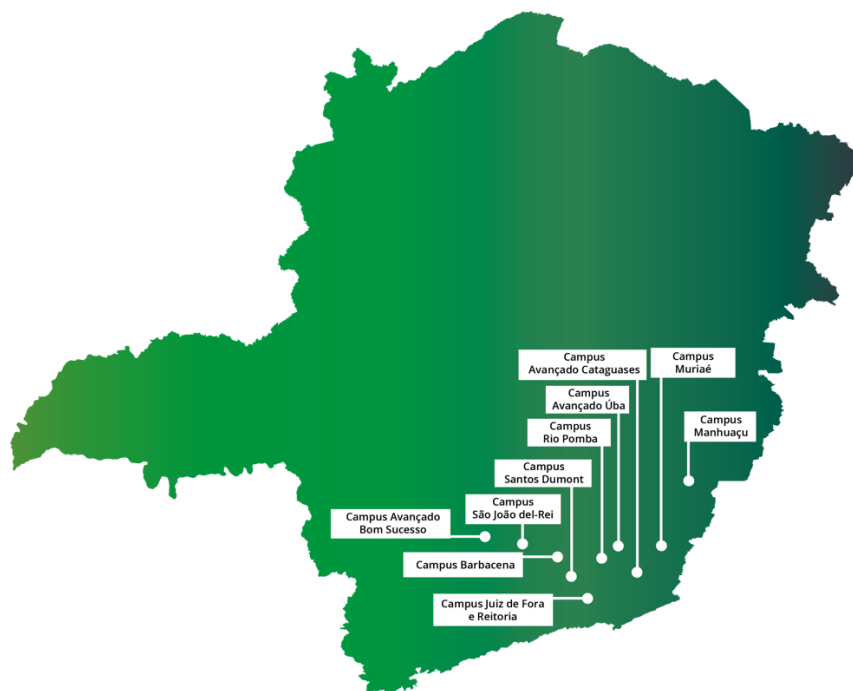 Campus
Avançado Cataguases
Campus
Muriaé
Campus
Avançado Úba
Campus
Manhuaçu
Campus
Rio Pomba
Campus
Santos Dumont
Campus
São João del-Rei
Campus Avançado
Bom Sucesso
Campus Barbacena
Campus Juiz de Fora
e Reitoria